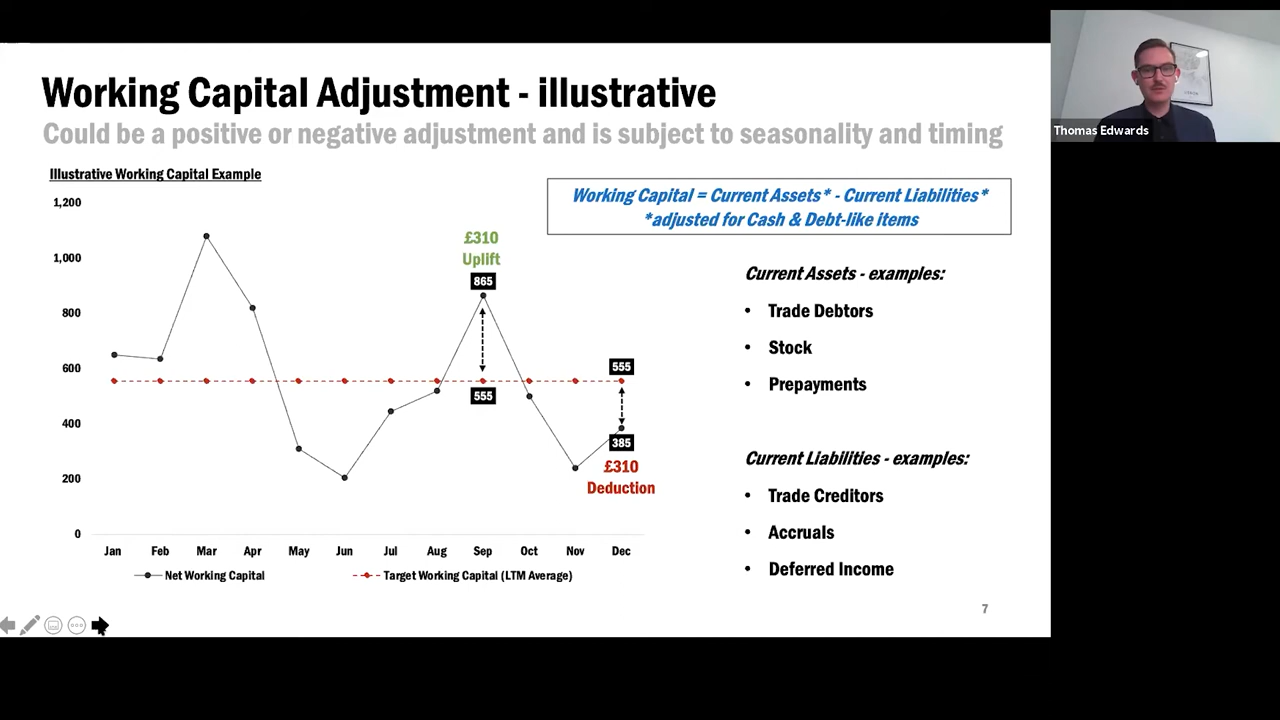 Working Capital Adjustment - illustrative
Could be a positive or negative adjustment and is subject to seasonality and timing
Illustrative Working Capital Example
1,200
1,000
800
600
400
200
0
£310
Uplift
865
555
555
385
£310
Deduction
Jan Feb Mar Apr May Jun Jul Aug Sep Oct Nov Dec
Net Working Capital
Target Working Capital (LTM Average)
Working Capital = Current Assets* - Current Liabilities*
*adjusted for Cash & Debt-like items
Current Assets - examples:
• Trade Debtors
• Stock
• Prepayments
Current Liabilities - examples:
• Trade Creditors
• Accruals
• Deferred Income
7
Thomas Edwards